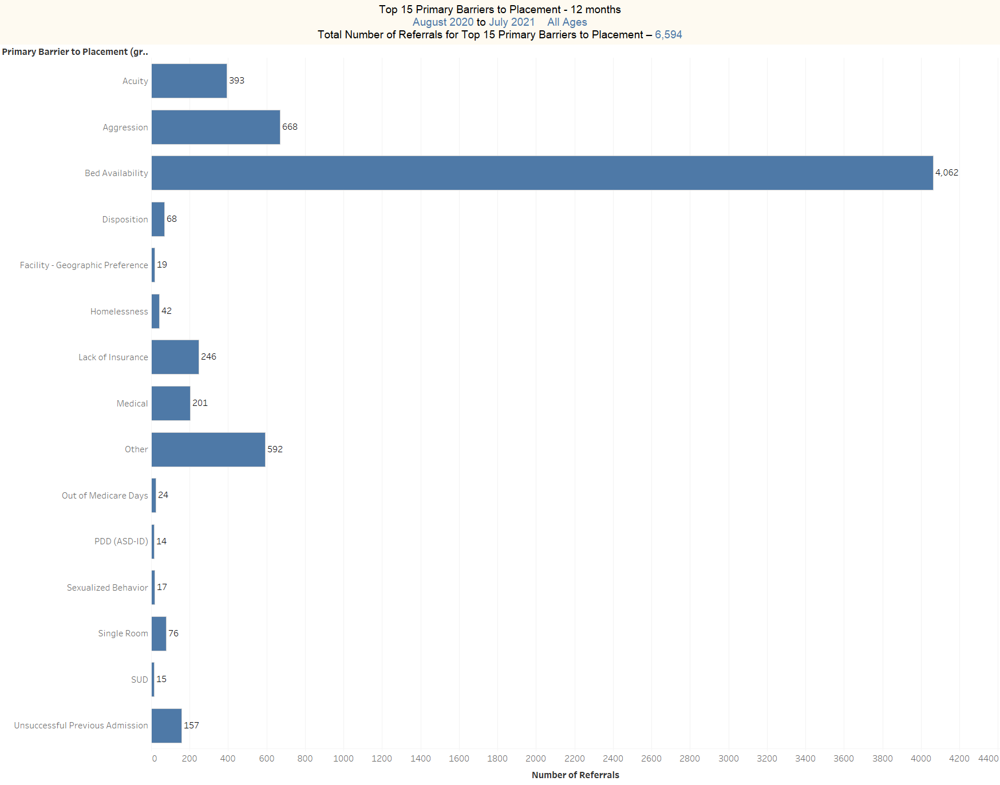 Top 15 Primary Barriers to Placement - 12 months
August 2020 to July 2021 All Ages
Total Number of Referrals for Top 15 Primary Barriers to Placement – 6,594
Primary Barrier to Placement (gr..
Acuity 393
Aggression 668
Bed Availability 4,062
Disposition 68
Facility - Geographic Preference 19
Homelessness 42
Lack of Insurance 246
Medical 201
Other 592
Out of Medicare Days 24
PDD (ASD-ID) 14
Sexualized Behavior 17
Single Room 76
SUD 15
Unsuccessful Previous Admission 157
0 200 400 600 800 1000 1200 1400 1600 1800 2000 2200 2400 2600 2800 3000 3200 3400 3600 3800 4000 4200 4400
Number of Referrals